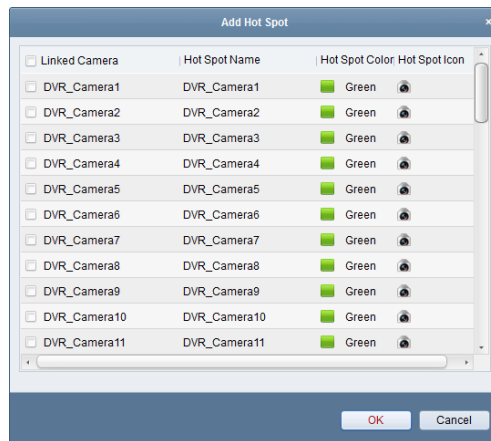 Add Hot Spot
Linked Camera Hot Spot Name Hot Spot Color Hot Spot Icon
DVR_Camera1 DVR_Camera1 Green
DVR_Camera2 DVR_Camera2 Green
DVR_Camera3 DVR_Camera3 Green
DVR_Camera4 DVR_Camera4 Green
DVR_Camera5 DVR_Camera5 Green
DVR_Camera6 DVR_Camera6 Green
DVR_Camera7 DVR_Camera7 Green
DVR_Camera8 DVR_Camera8 Green
DVR_Camera9 DVR_Camera9 Green
DVR_Camera10 DVR_Camera10 Green
DVR_Camera11 DVR_Camera11 Green
OK Cancel